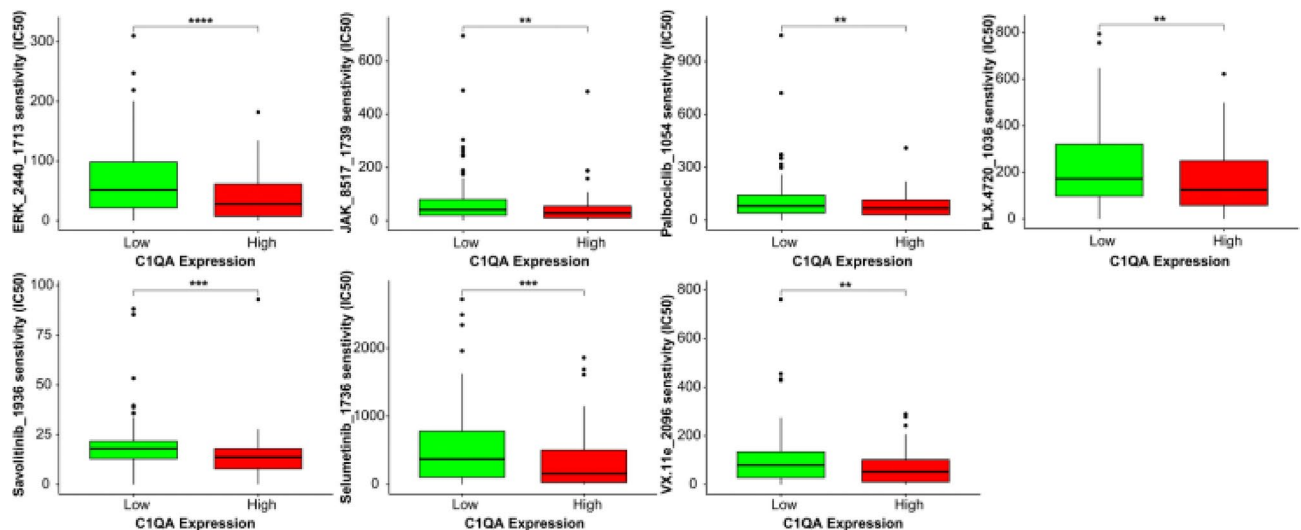 ERK_2440_1713 senstivity (IC50)
300
200
100
0
****
Low
High
C1QA Expression
JAK_8517_1739 senstivity (IC50)
600
400
200
0
**
Low
High
C1QA Expression
Palbociclib_1054 senstivity (IC50)
900
600
300
0
**
Low
High
C1QA Expression
PLX.4720_1036 senstivity (IC50)
800
600
400
200
0
**
Low
High
C1QA Expression
Savolitinib_1936 senstivity (IC50)
100
75
50
25
0
***
Low
High
C1QA Expression
Selumetinib_1736 senstivity (IC50)
2000
1000
0
***
Low
High
C1QA Expression
VX.11e_2096 senstivity (IC50)
800
600
400
200
0
**
Low
High
C1QA Expression